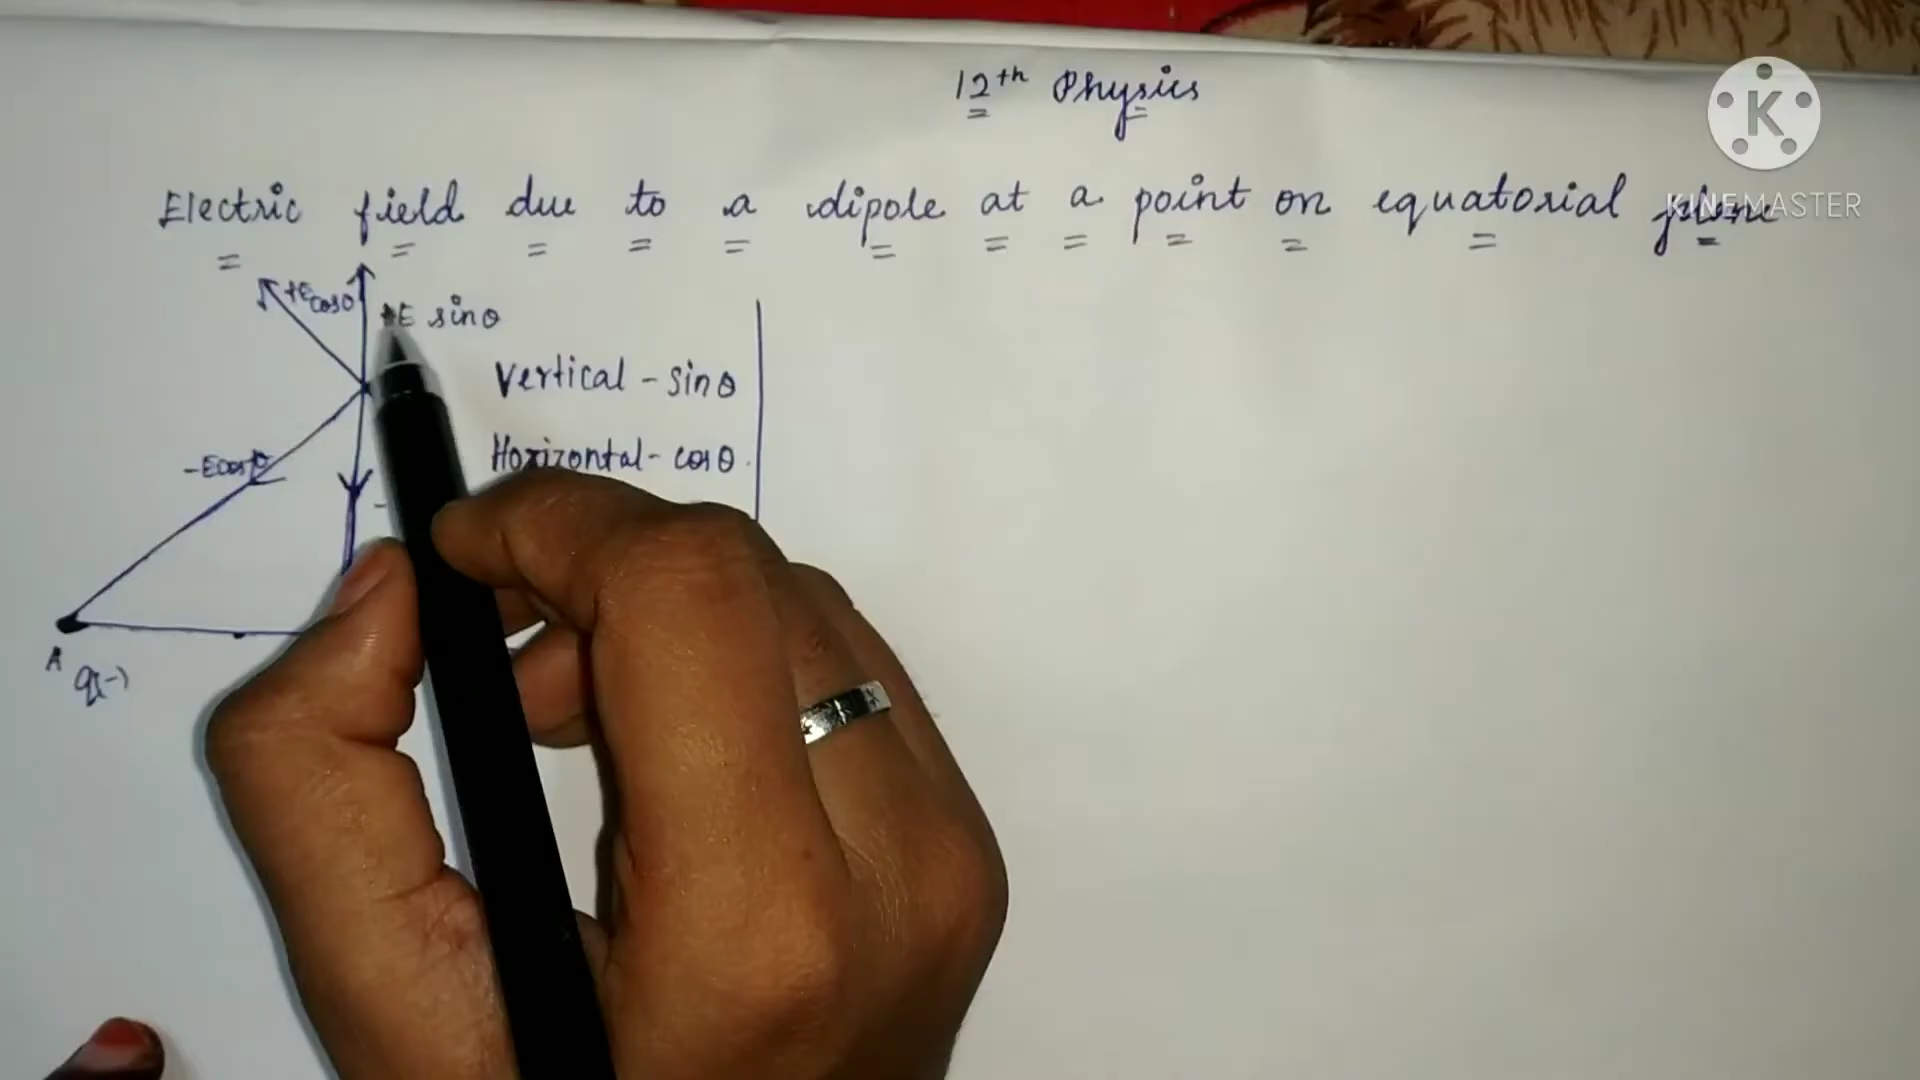 12th Physics
K
KINEMASTER
Electric field due to a dipole at a point on equatorial plane
+E cosθ
+E sinθ
Vertical - sinθ
Horizontal - cosθ
-E cosθ
-
A
q(-)